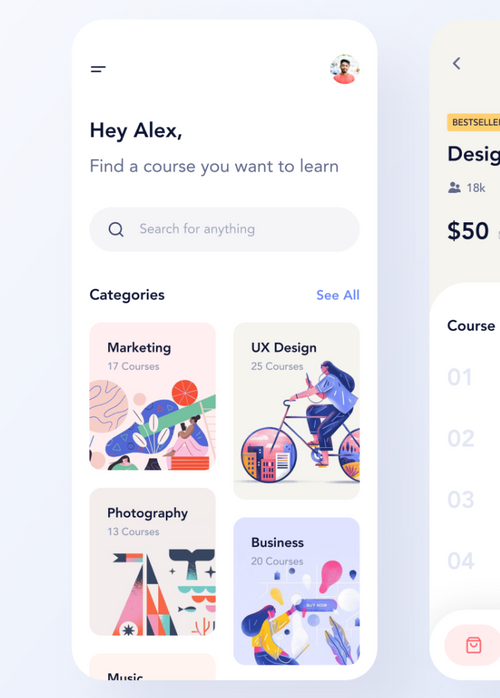 Hey Alex,
Find a course you want to learn
Search for anything
Categories
See All
Marketing
17 Courses
UX Design
25 Courses
Photography
13 Courses
Business
20 Courses
BUY NOW
Music
BESTSELLE
Desig
18k
$50
Course
01
02
03
04